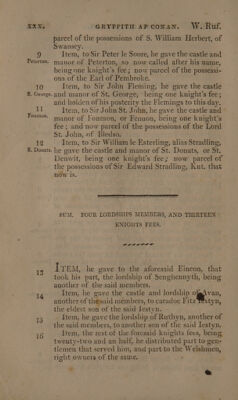 xxx. GRYFFITH AP CONAN. W. Ruf.
parcel of the possessions of S. William Herbert, of
Swansey.
9 Item, to Sir Peter le Soore, he gave the castle and
Peterton. manor of Peterton, so now called after his name,
being one knight's fee; now parcel of the possessi-
ons of the Earl of Pembroke.
10 Item, to Sir John Fleming, he gave the castle
S. George. and manor of St. George, being one knight's fee;
and holden of his posterity the Flemings to this day.
11 Item, to Sir John St. John, he gave the castle and
Fonmon. manor of Fonmon, or Fenuon, being one knight's
fee; and now parcel of the possessions of the Lord
St. John, of Bledso.
12 Item, to Sir William le Esterling, alias Stradling,
S. Donats. he gave the castle and manor of St. Donats, or St.
Denwit, being one knight's fee; now parcel of
the possessions of Sir Edward Stradling, Knt. that
now is.
SUM. FOUR LORDSHIPS MEMBERS, AND THIRTEEN
KNIGHTS FEES.
13 ITEM, he gave to the aforesaid Eineon, that
took his part, the lordship of Senghemyth, being
another of the said members.
14 Item, he gave the castle and lordship of Avan,
another of the said members, to caradoc Fitz Iestyn,
the eldest son of the said Iestyn.
15 Item, he gave the lordship of Ruthyn, another of
the said members, to another son of the said Iestyn.
16 Item, the rest of the foresaid knights fees, being
twenty-two and an half, he distributed part to gen-
tlemen that served him, and part to the Welshmen,
right owners of the same.